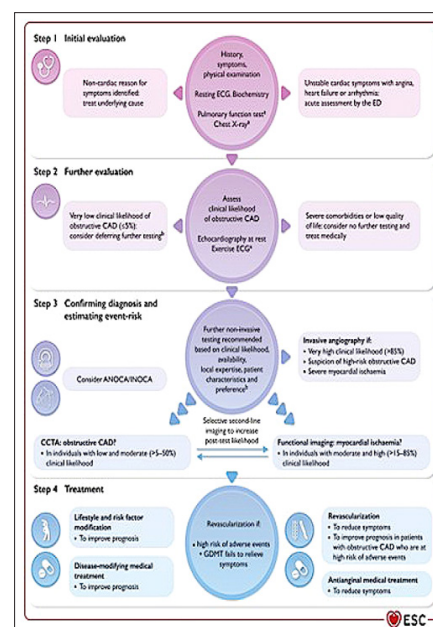 Step 1 Initial evaluation
History,
symptoms,
physical examination
Resting ECG. Biochemistry
Pulmonary function testᵃ
Chest X-rayᵃ
Non-cardiac reason for
symptoms identified:
treat underlying cause
Unstable cardiac symptoms with angina,
heart failure or arrhythmia:
acute assessment by the ED
Step 2 Further evaluation
Assess
clinical likelihood
of obstructive CAD
Echocardiography at rest
Exercise ECGᵃ
Very low clinical likelihood of
obstructive CAD (≤5%):
consider deferring further testingᵇ
Severe comorbidities or low quality
of life: consider no further testing and
treat medically
Step 3 Confirming diagnosis and
estimating event-risk
Further non-invasive
testing recommended
based on clinical likelihood,
availability,
local expertise, patient
characteristics and
preferenceᵇ
Consider ANOCA/INOCA
Invasive angiography if:
• Very high clinical likelihood (>85%)
• Suspicion of high-risk obstructive CAD
• Severe myocardial ischaemia
Selective second-line
imaging to increase
post-test likelihood
CCTA: obstructive CAD?
• In individuals with low and moderate (>5–50%)
clinical likelihood
Functional imaging: myocardial ischaemia?
• In individuals with moderate and high (>15–85%)
clinical likelihood
Step 4 Treatment
Lifestyle and risk factor
modification
• To improve prognosis
Disease-modifying medical
treatment
• To improve prognosis
Revascularization if:
• high risk of adverse events
• GDMT fails to relieve
symptoms
Revascularization
• To reduce symptoms
• To improve prognosis in patients
with obstructive CAD who are at
high risk of adverse events
Antianginal medical treatment
• To reduce symptoms
ESC